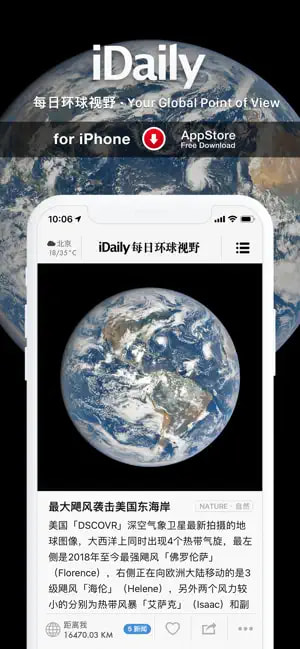 iDaily
每日环球视野 · Your Global Point of View
for iPhone
AppStore
Free Download
10:06
北京
18/35°C
iDaily 每日环球视野
最大飓风袭击美国东海岸
NATURE · 自然
美国「DSCOVR」深空气象卫星最新拍摄的地
球图像，大西洋上同时出现4个热带气旋，最左
侧是2018年至今最强飓风「佛罗伦萨」
（Florence），右侧正在向欧洲大陆移动的是3
级飓风「海伦」（Helene），另外两个风力较
小的分别为热带风暴「艾萨克」（Isaac）和副
距离我
16470.03 KM
5 新闻